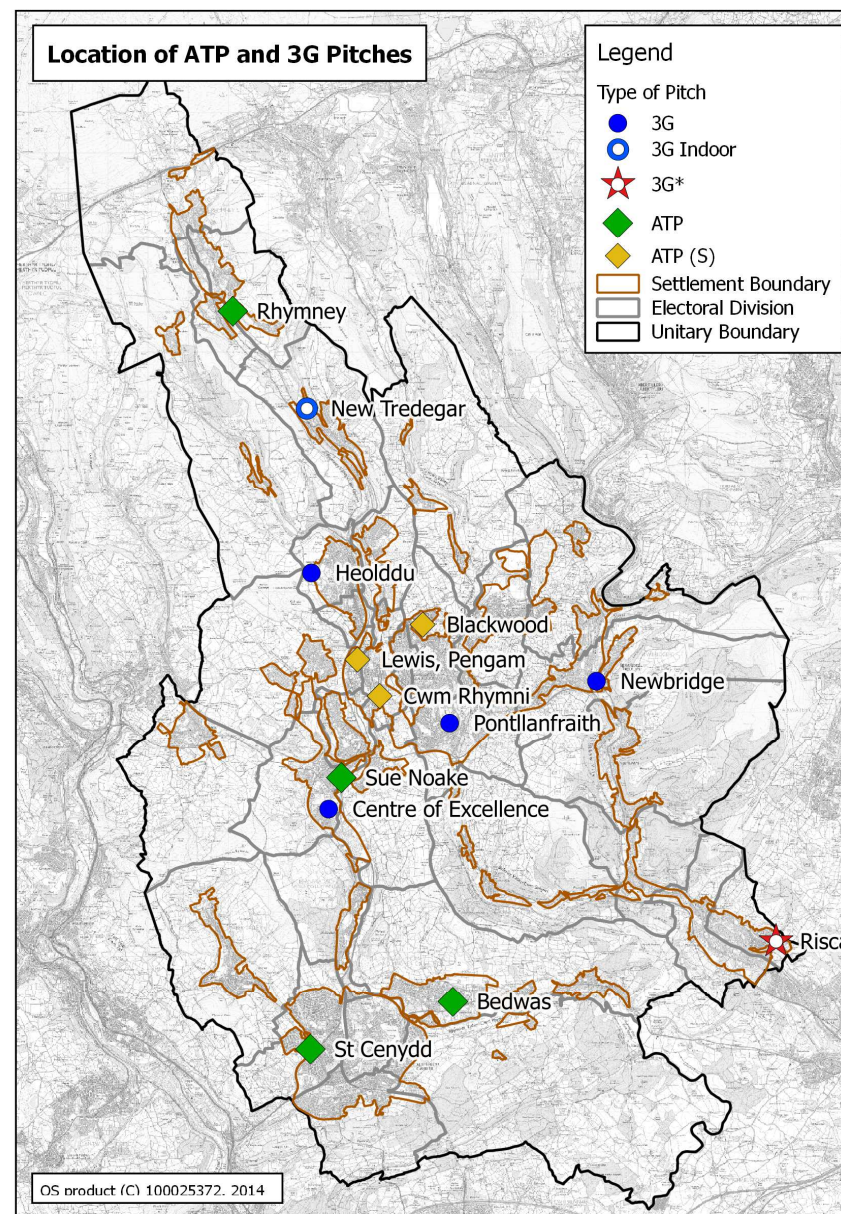 Location of ATP and 3G Pitches
Legend
Type of Pitch
3G
3G Indoor
3G*
ATP
ATP (S)
Settlement Boundary
Electoral Division
Unitary Boundary
Rhymney
New Tredegar
Heolddu
Blackwood
Lewis, Pengam
Cwm Rhymni
Newbridge
Pontllanfraith
Sue Noake
Centre of Excellence
Risca
Bedwas
St Cenydd
OS product (C) 100025372, 2014